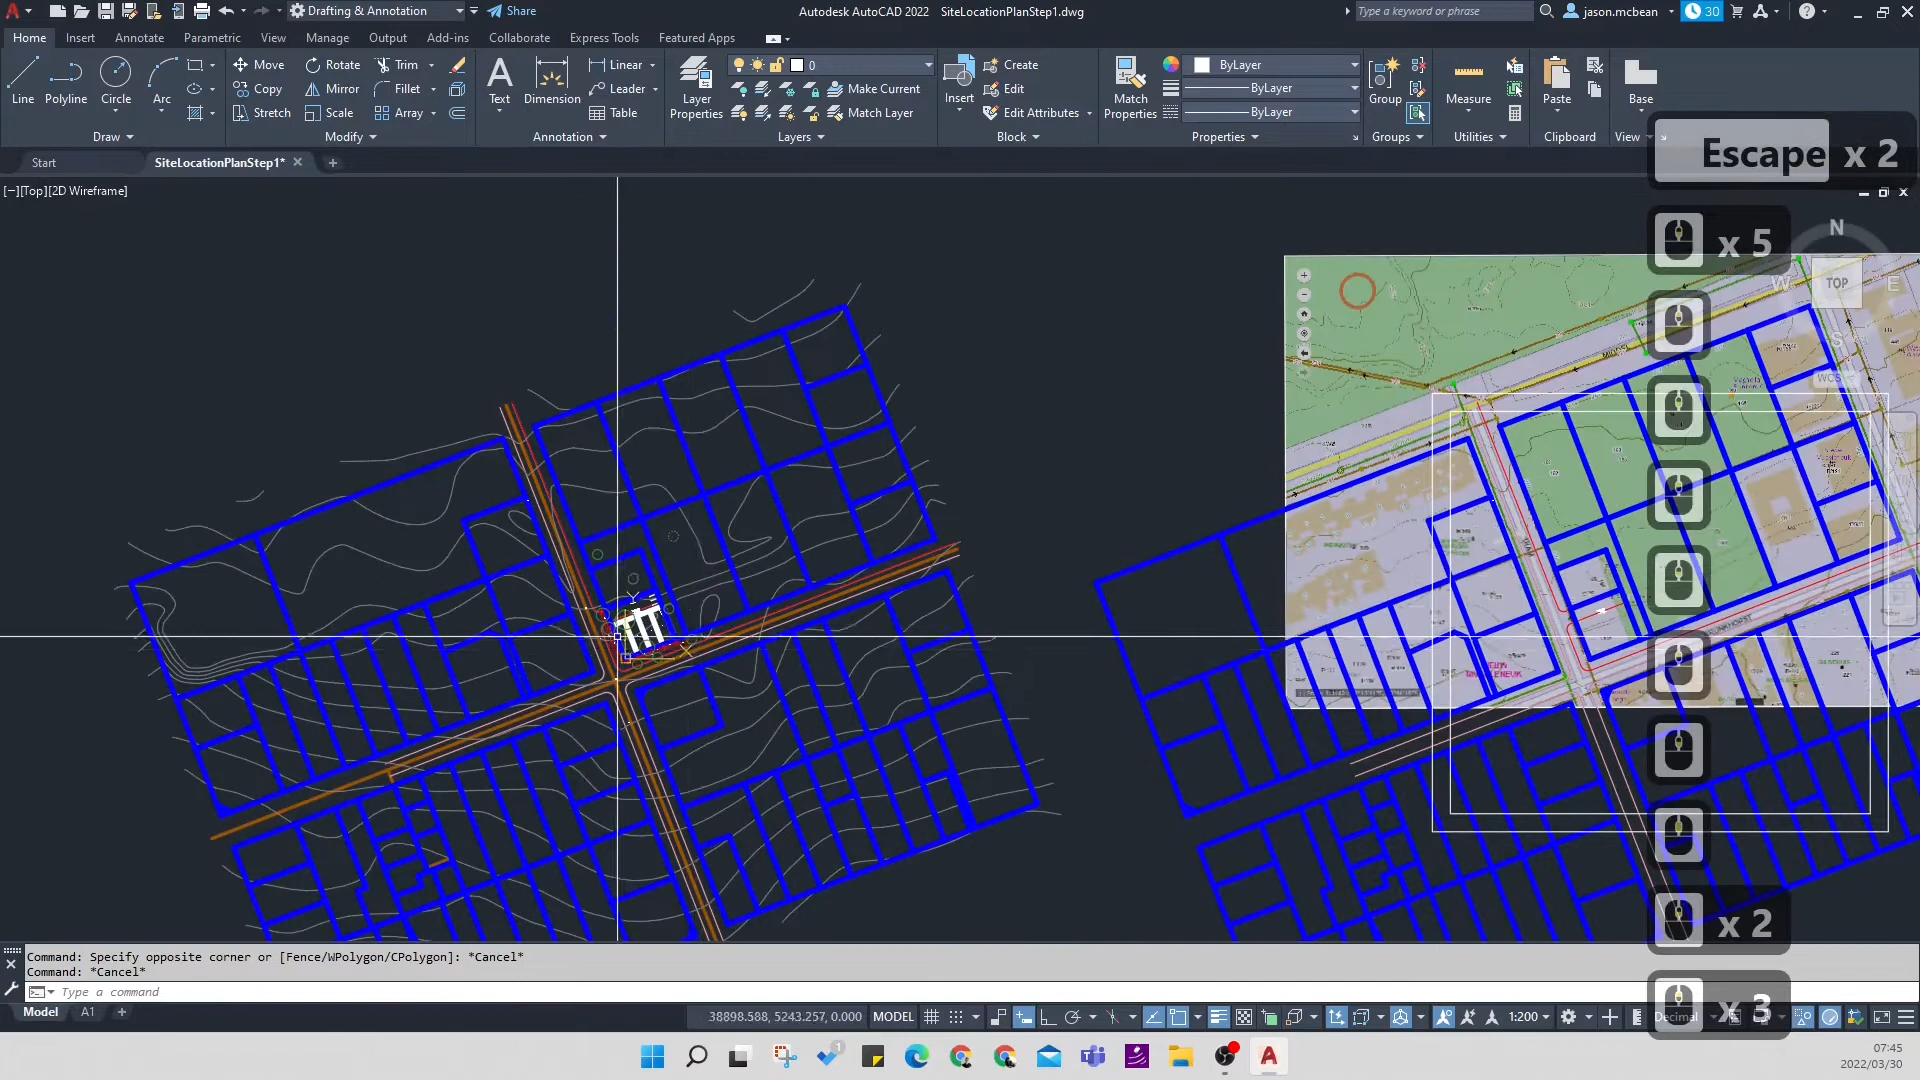 Drafting & Annotation
Share
Autodesk AutoCAD 2022 SiteLocationPlanStep1.dwg
Type a keyword or phrase
jason.mcbean
30
Home Insert Annotate Parametric View Manage Output Add-ins Collaborate Express Tools Featured Apps
Line
Polyline
Circle
Arc
Draw
Move
Rotate
Trim
Copy
Mirror
Fillet
Stretch
Scale
Array
Modify
Text
Dimension
Linear
Leader
Table
Annotation
Layer
Properties
0
Make Current
Match Layer
Layers
Insert
Create
Edit
Edit Attributes
Block
Match
Properties
ByLayer
ByLayer
ByLayer
Properties
Group
Groups
Measure
Utilities
Paste
Clipboard
Base
View
Start
SiteLocationPlanStep1*
[−][Top][2D Wireframe]
Escape x 2
x 5
N
W
TOP
E
S
WCS
Y
X
x 2
x 3
Command: Specify opposite corner or [Fence/WPolygon/CPolygon]: *Cancel*
Command: *Cancel*
Type a command
Model A1
38898.588, 5243.257, 0.000 MODEL
1:200
Decimal
07:45
2022/03/30